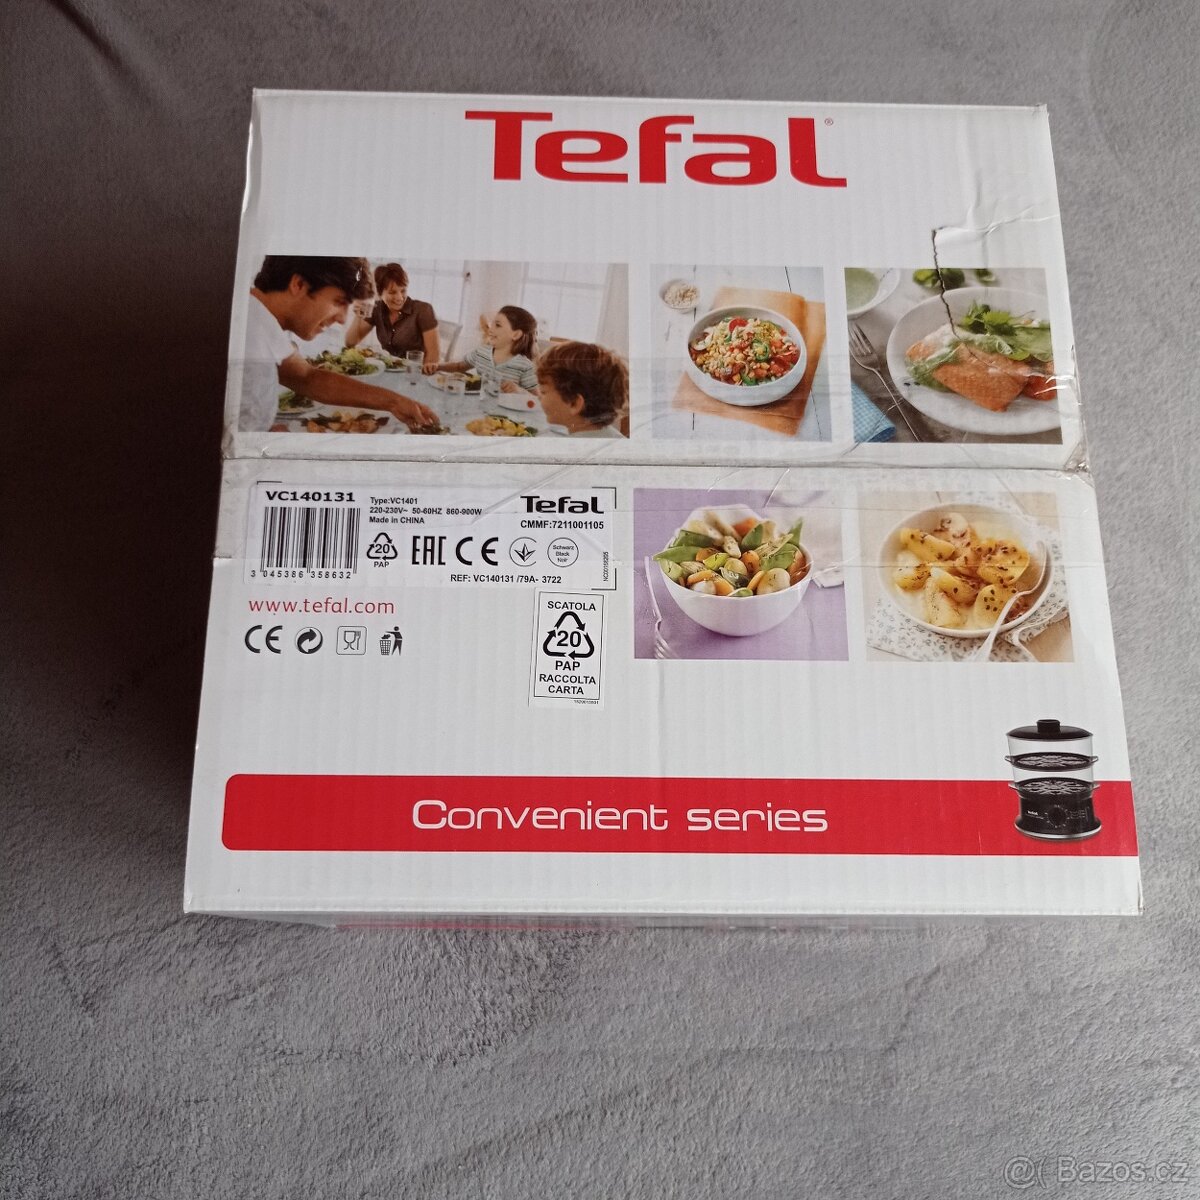 Tefal®
VC140131
Type:VC1401
220-230V~ 50-60HZ 860-900W
Made in CHINA
Tefal
CMMF:7211001105
20
PAP
EAC CE
Schwarz
Black
Noir
3 045386 358632
REF: VC140131 /79A- 3722
www.tefal.com
CE
SCATOLA
20
PAP
RACCOLTA
CARTA
Convenient series
Bazos.cz